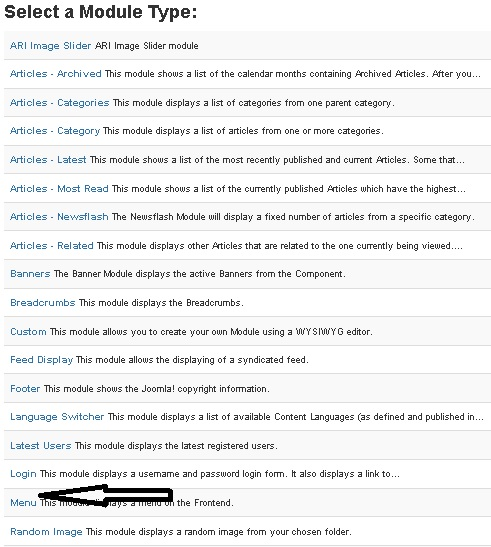 Select a Module Type:
ARI Image Slider ARI Image Slider module
Articles - Archived This module shows a list of the calendar months containing Archived Articles. After you...
Articles - Categories This module displays a list of categories from one parent category.
Articles - Category This module displays a list of articles from one or more categories.
Articles - Latest This module shows a list of the most recently published and current Articles. Some that...
Articles - Most Read This module shows a list of the currently published Articles which have the highest...
Articles - Newsflash The Newsflash Module will display a fixed number of articles from a specific category.
Articles - Related This module displays other Articles that are related to the one currently being viewed....
Banners The Banner Module displays the active Banners from the Component.
Breadcrumbs This module displays the Breadcrumbs.
Custom This module allows you to create your own Module using a WYSIWYG editor.
Feed Display This module allows the displaying of a syndicated feed.
Footer This module shows the Joomla! copyright information.
Language Switcher This module displays a list of available Content Languages (as defined and published in...
Latest Users This module displays the latest registered users.
Login This module displays a username and password login form. It also displays a link to...
Menu This module displays a menu on the Frontend.
Random Image This module displays a random image from your chosen folder.